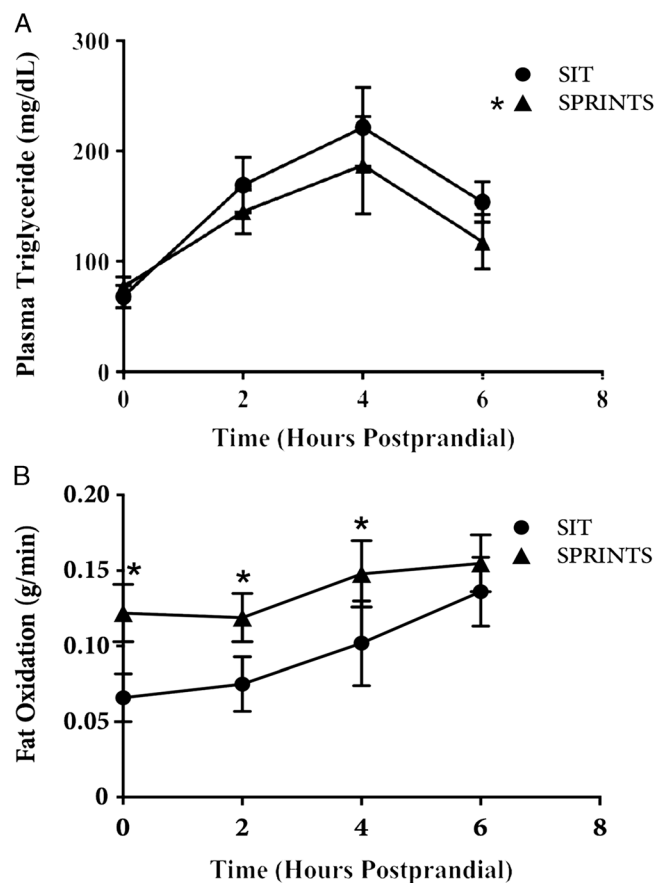 A
Plasma Triglyceride (mg/dL)
300
200
100
0
SIT
* SPRINTS
0 2 4 6 8
Time (Hours Postprandial)
B
Fat Oxidation (g/min)
0.20
0.15
0.10
0.05
0
*
*
*
SIT
SPRINTS
0 2 4 6 8
Time (Hours Postprandial)